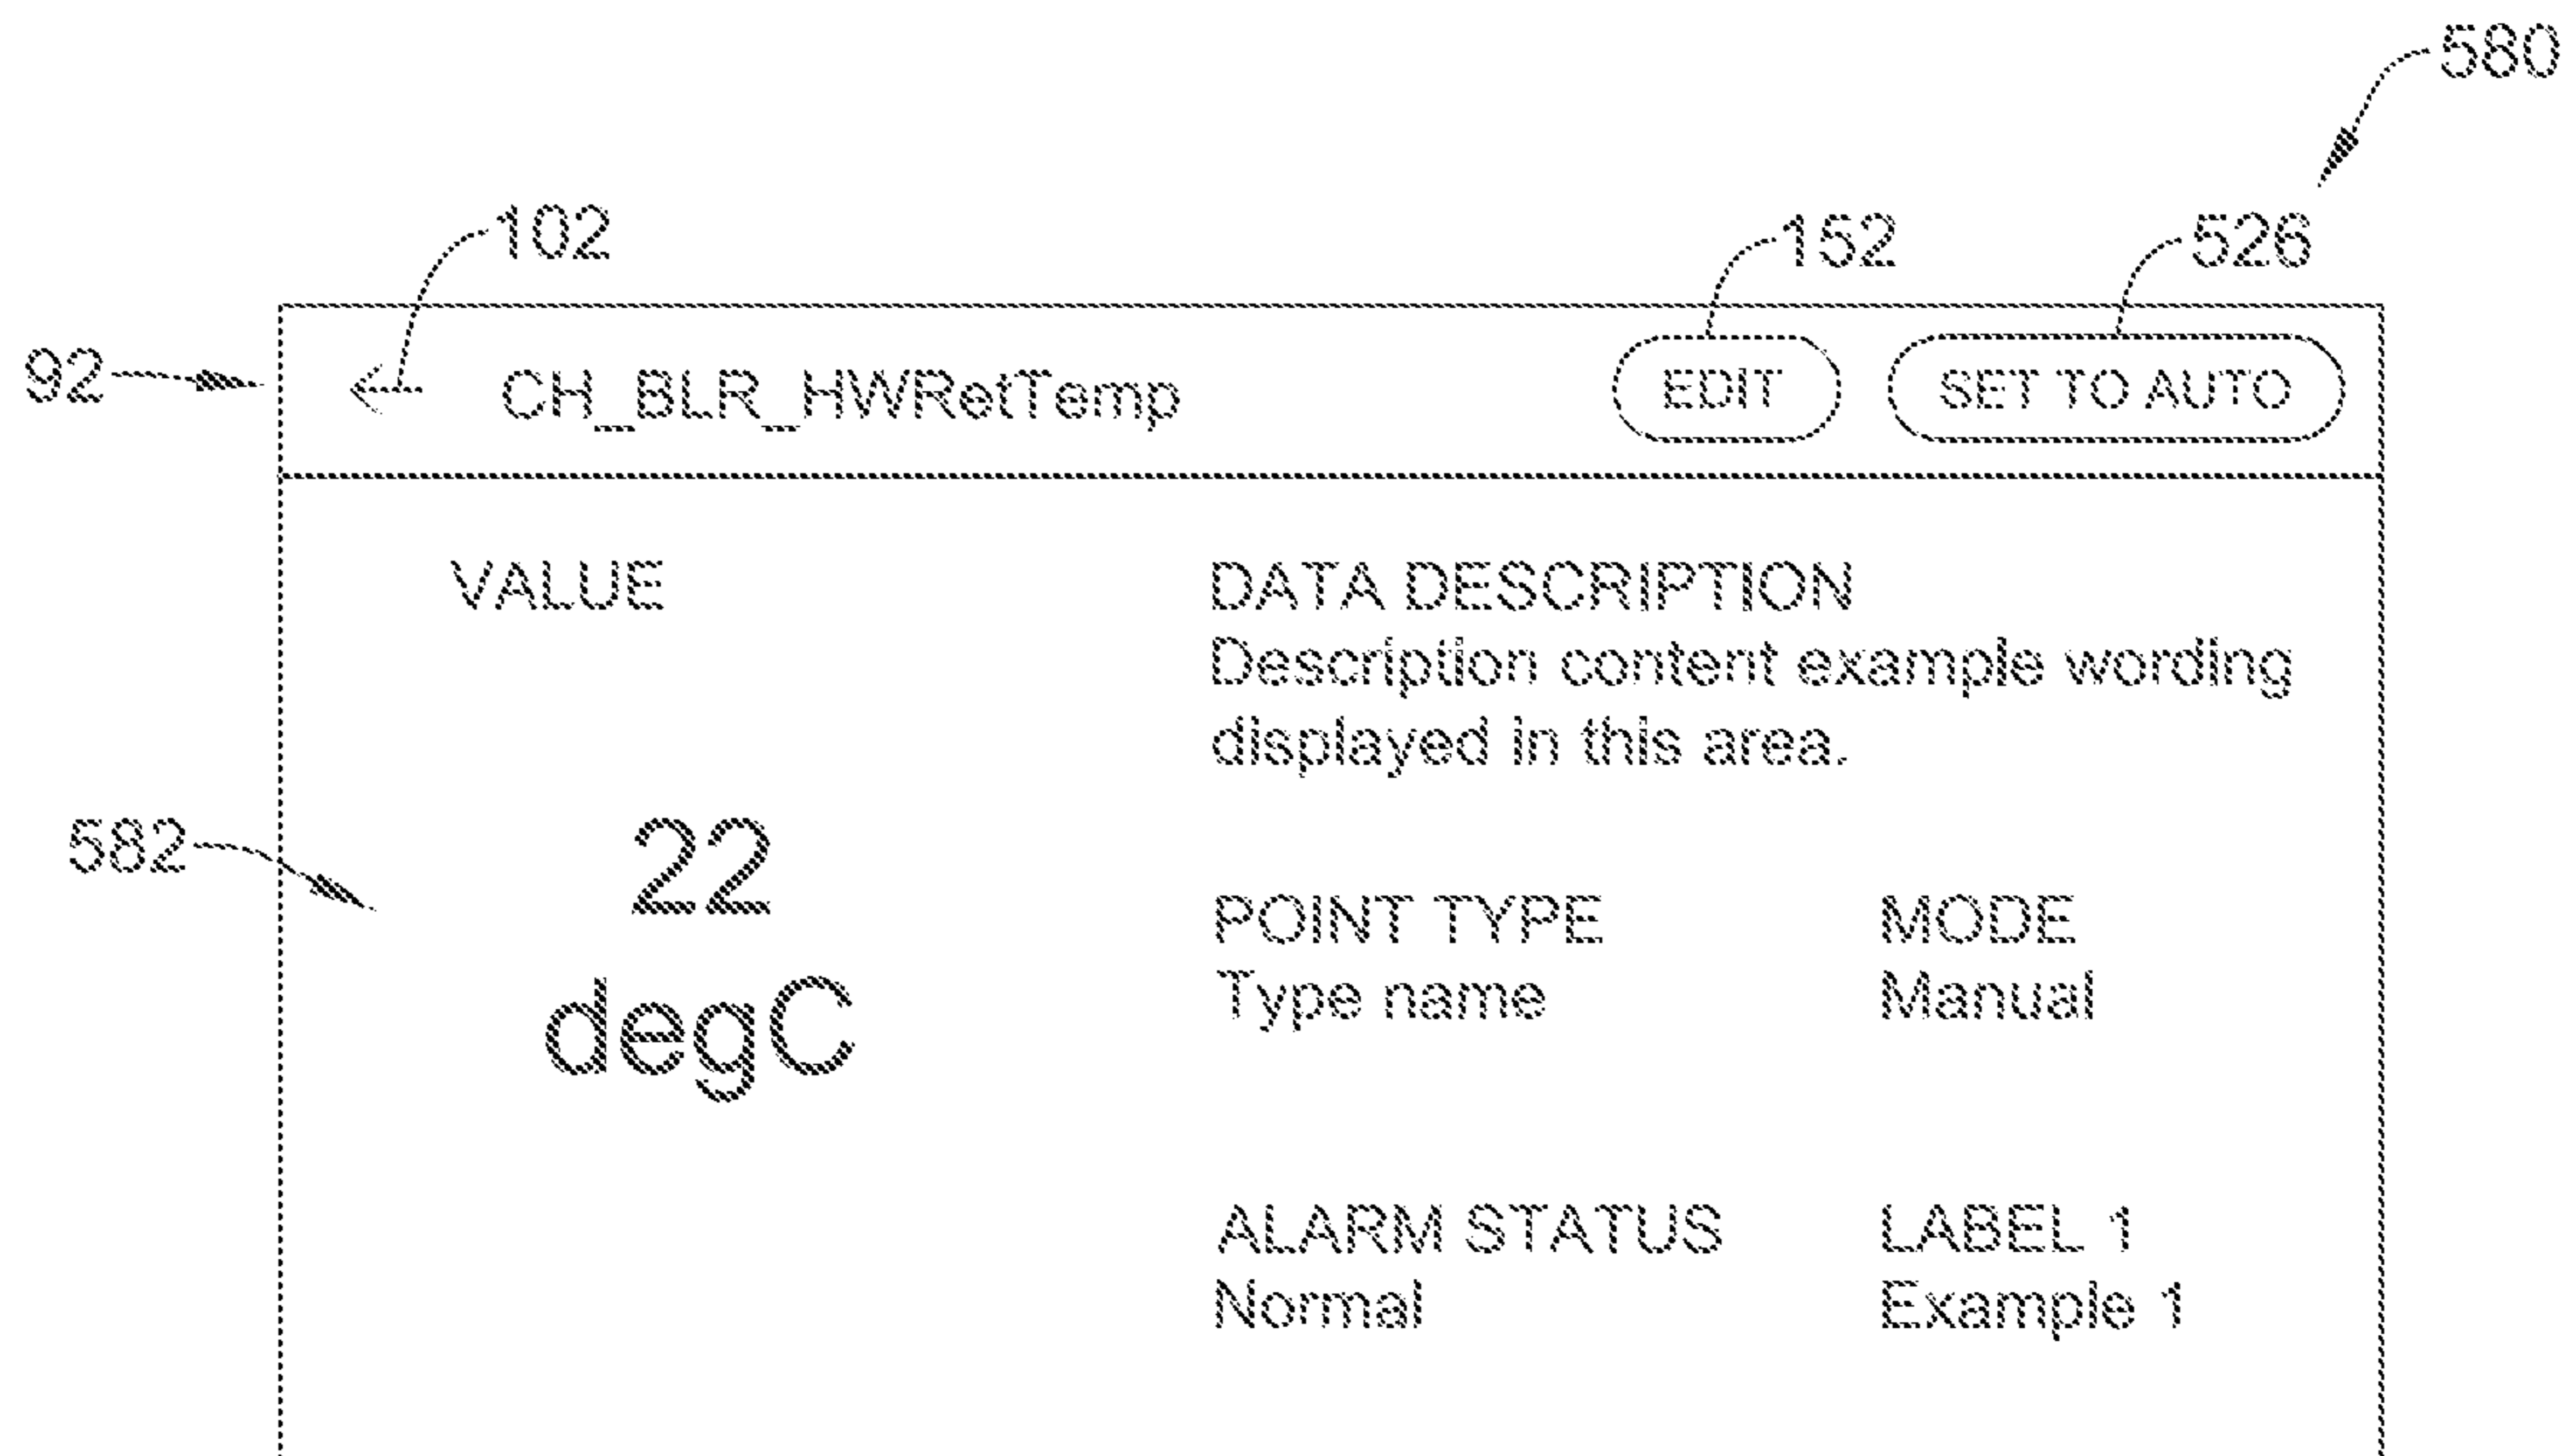 580
102
152
526
92
CH_BLR_HWRetTemp
EDIT
SET TO AUTO
VALUE
DATA DESCRIPTION
Description content example wording
displayed in this area.
582
22
degC
POINT TYPE
Type name
MODE
Manual
ALARM STATUS
Normal
LABEL 1
Example 1